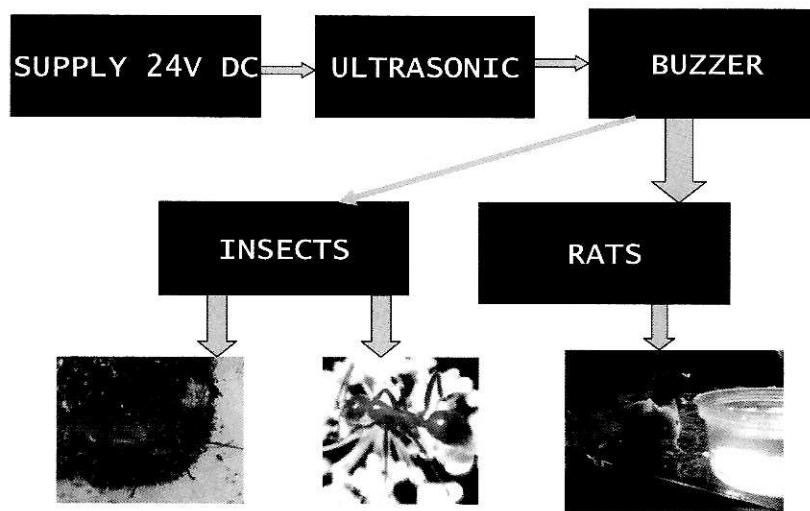 SUPPLY 24V DC
ULTRASONIC
BUZZER
INSECTS
RATS